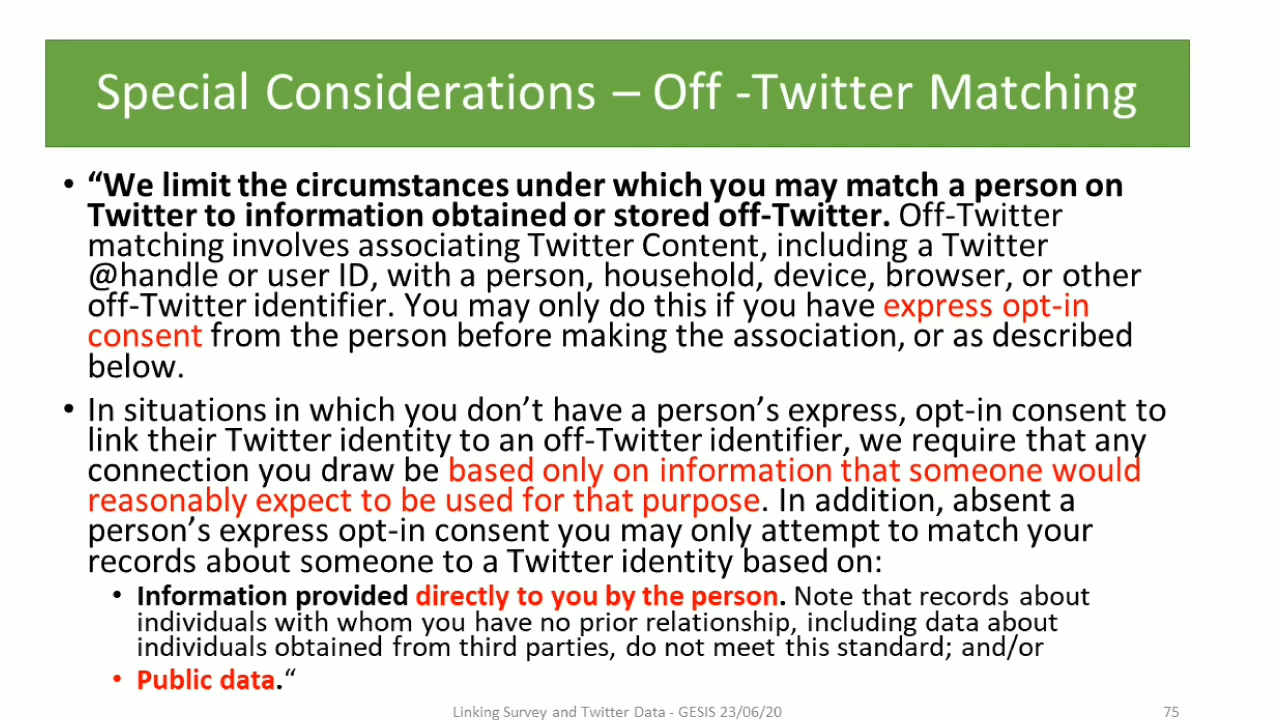 Special Considerations – Off -Twitter Matching
• “We limit the circumstances under which you may match a person on
Twitter to information obtained or stored off-Twitter. Off-Twitter
matching involves associating Twitter Content, including a Twitter
@handle or user ID, with a person, household, device, browser, or other
off-Twitter identifier. You may only do this if you have express opt-in
consent from the person before making the association, or as described
below.
• In situations in which you don’t have a person’s express, opt-in consent to
link their Twitter identity to an off-Twitter identifier, we require that any
connection you draw be based only on information that someone would
reasonably expect to be used for that purpose. In addition, absent a
person’s express opt-in consent you may only attempt to match your
records about someone to a Twitter identity based on:
• Information provided directly to you by the person. Note that records about
individuals with whom you have no prior relationship, including data about
individuals obtained from third parties, do not meet this standard; and/or
• Public data.“
Linking Survey and Twitter Data - GESIS 23/06/20
75